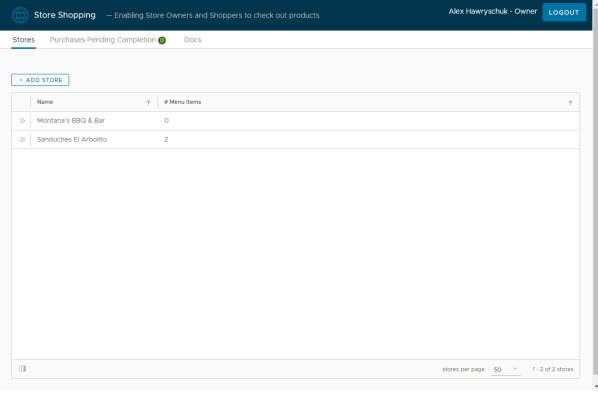 Store Shopping — Enabling Store Owners and Shoppers to check out products Alex Hawryschuk - Owner LOGOUT
Stores Purchases Pending Completion 0 Docs
+ ADD STORE
Name # Menu Items
Montana's BBQ & Bar 0
Sanduches El Arbolito 2
stores per page 50 1 - 2 of 2 stores